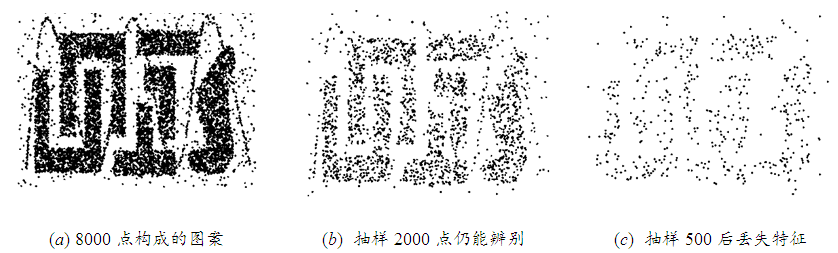 (a) 8000 点构成的图案
(b) 抽样 2000 点仍能辨别
(c) 抽样 500 后丢失特征